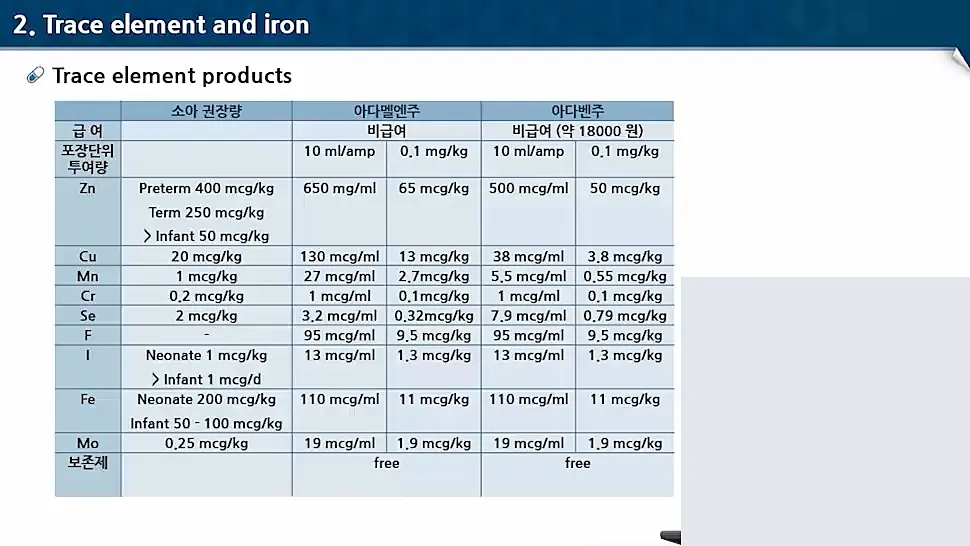 2. Trace element and iron
Trace element products
소아 권장량 아다멜엔주 아다벤주
급 여 비급여 비급여 (약 18000 원)
포장단위 10 ml/amp 0.1 mg/kg 10 ml/amp 0.1 mg/kg
투여량
Zn Preterm 400 mcg/kg 650 mg/ml 65 mcg/kg 500 mcg/ml 50 mcg/kg
Term 250 mcg/kg
> Infant 50 mcg/kg
Cu 20 mcg/kg 130 mcg/ml 13 mcg/kg 38 mcg/ml 3.8 mcg/kg
Mn 1 mcg/kg 27 mcg/ml 2.7mcg/kg 5.5 mcg/ml 0.55 mcg/kg
Cr 0.2 mcg/kg 1 mcg/ml 0.1mcg/kg 1 mcg/ml 0.1 mcg/kg
Se 2 mcg/kg 3.2 mcg/ml 0.32mcg/kg 7.9 mcg/ml 0.79 mcg/kg
F - 95 mcg/ml 9.5 mcg/kg 95 mcg/ml 9.5 mcg/kg
I Neonate 1 mcg/kg 13 mcg/ml 1.3 mcg/kg 13 mcg/ml 1.3 mcg/kg
> Infant 1 mcg/d
Fe Neonate 200 mcg/kg 110 mcg/ml 11 mcg/kg 110 mcg/ml 11 mcg/kg
Infant 50 - 100 mcg/kg
Mo 0.25 mcg/kg 19 mcg/ml 1.9 mcg/kg 19 mcg/ml 1.9 mcg/kg
보존제 free free